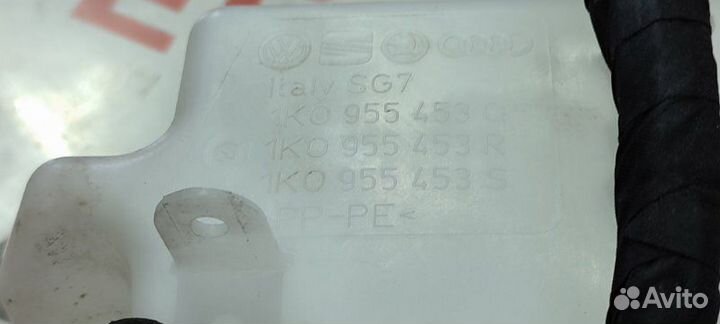 Italy SG7
1K0 955 453
1K0 955 453 R
1K0 955 453 S
PP-PE<
Avito